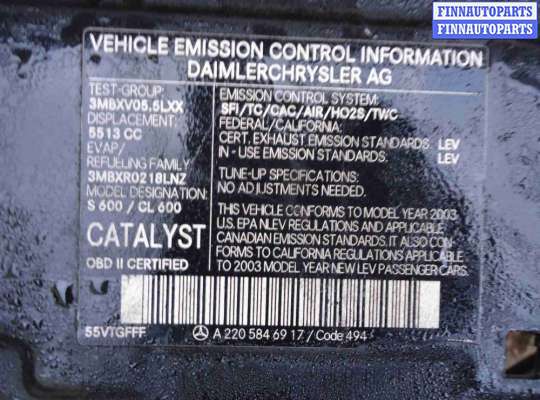 FINNAUTOPARTS
FINNAUTOPARTS
VEHICLE EMISSION CONTROL INFORMATION
DAIMLERCHRYSLER AG
TEST-GROUP:
3MBXV05.5LXX
5513 CC
EVAP/
REFUELING FAMILY
3MBXR0218LNZ
MODEL DESIGNATION:
S 600 / CL 600
CATALYST
OBD II CERTIFIED
EMISSION CONTROL SYSTEM:
SFI/TC/CAC/AIR/HO2S/TWC
FEDERAL/CALIFORNIA:
CERT. EXHAUST EMISSION STANDARDS: LEV
IN - USE EMISSION STANDARDS: LEV
TUNE-UP SPECIFICATIONS:
NO ADJUSTMENTS NEEDED.
THIS VEHICLE CONFORMS TO MODEL YEAR 2003
U.S. EPA NLEV REGULATIONS AND APPLICABLE
CANADIAN EMISSION STANDARDS. IT ALSO CON-
FORMS TO CALIFORNIA REGULATIONS APPLICABLE
TO 2003 MODEL YEAR NEW LEV PASSENGER CARS.
55VTGFFF
A 220 584 69 17 / Code 494